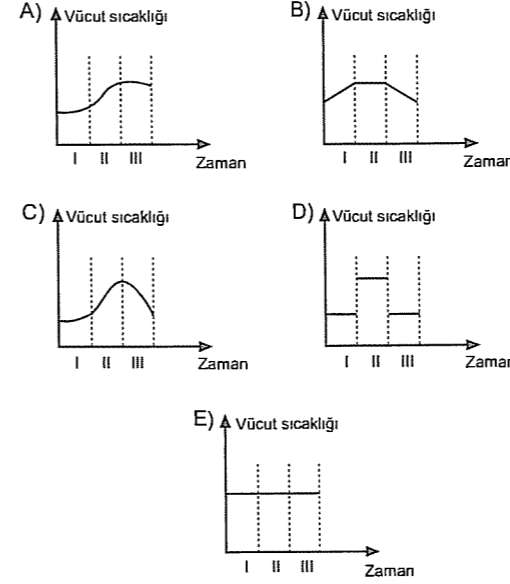 A) Vücut sıcaklığı
I II III
Zaman
B) Vücut sıcaklığı
I II III
Zaman
C) Vücut sıcaklığı
I II III
Zaman
D) Vücut sıcaklığı
I II III
Zaman
E) Vücut sıcaklığı
I II III
Zaman